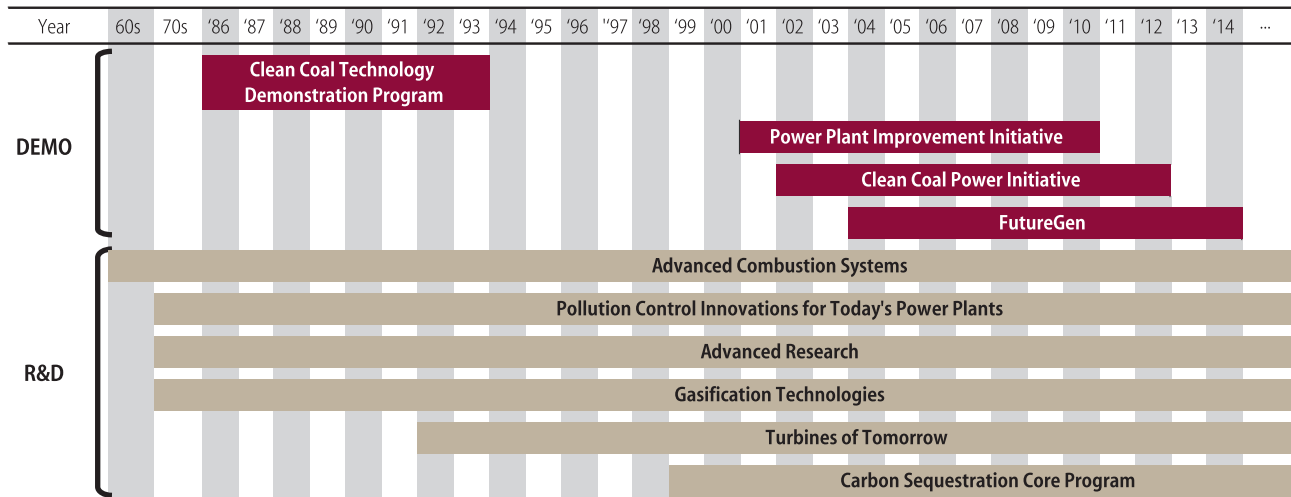 Year 60s 70s ‘86 ‘87 ‘88 ‘89 ‘90 ‘91 ‘92 ‘93 ‘94 ‘95 ‘96 "97 ‘98 ‘99 ‘00 ‘01 ‘02 ‘03 ‘04 ‘05 ‘06 ‘07 ‘08 ‘09 ‘10 ‘11 ‘12 ‘13 ‘14 ...
Clean Coal Technology
Demonstration Program
DEMO
Power Plant Improvement Initiative
Clean Coal Power Initiative
FutureGen
Advanced Combustion Systems
Pollution Control Innovations for Today's Power Plants
Advanced Research
R&D
Gasification Technologies
Turbines of Tomorrow
Carbon Sequestration Core Program